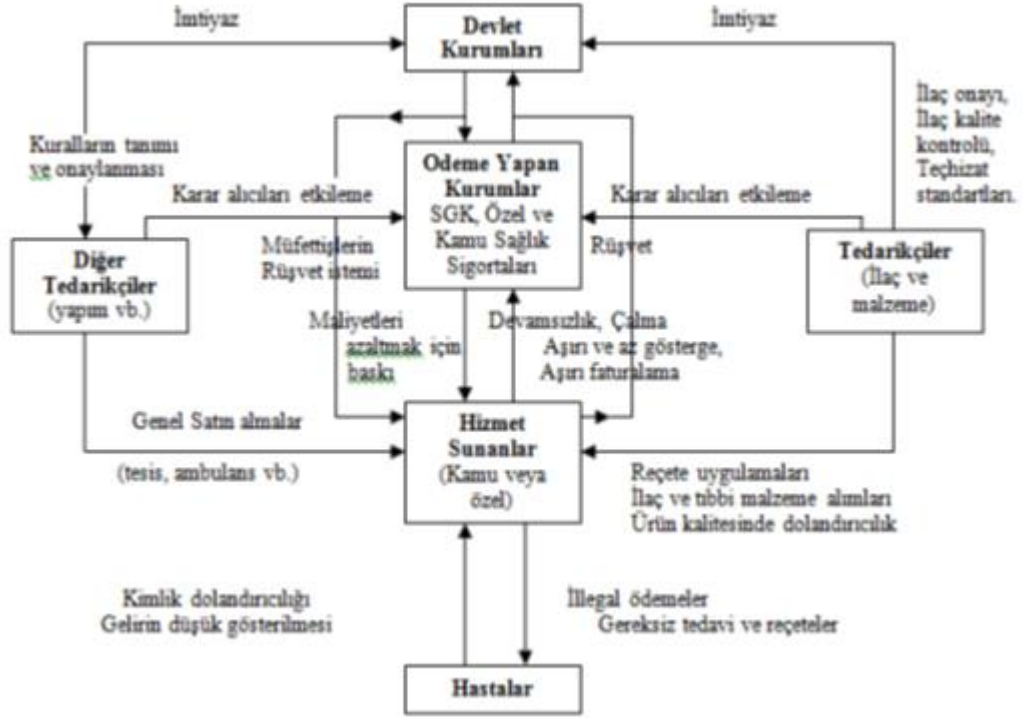 İmtiyaz
Devlet
Kurumları
İmtiyaz
İlaç onayı,
İlaç kalite
kontrolü,
Teçhizat
standartları.
Kuralların tanımı
ve onaylanması
Ödeme Yapan
Kurumlar
SGK, Özel ve
Kamu Sağlık
Sigortaları
Karar alıcıları etkileme
Karar alıcıları etkileme
Müfettişlerin
Rüşvet istemi
Rüşvet
Diğer
Tedarikçiler
(yapım vb.)
Tedarikçiler
(İlaç ve
malzeme)
Maliyetleri
azaltmak için
baskı
Devamsızlık, Çalma
Aşırı ve az gösterge,
Aşırı faturalama
Genel Satın almalar
(tesis, ambulans vb.)
Hizmet
Sunanlar
(Kamu veya
özel)
Reçete uygulamaları
İlaç ve tıbbi malzeme alımları
Ürün kalitesinde dolandırıcılık
Kimlik dolandırıcılığı
Gelirin düşük gösterilmesi
İllegal ödemeler
Gereksiz tedavi ve reçeteler
Hastalar